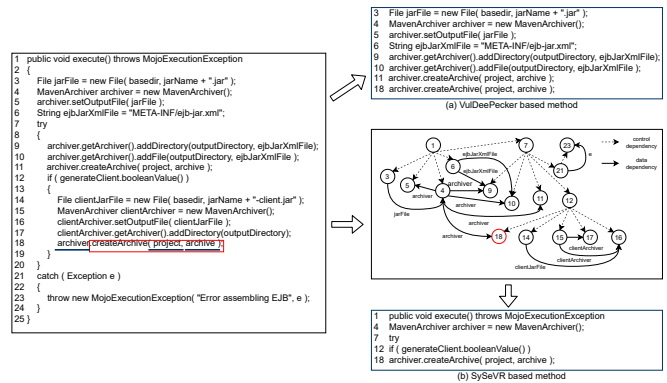 1 public void execute() throws MojoExecutionException
2 {
3 File jarFile = new File( basedir, jarName + ".jar" );
4 MavenArchiver archiver = new MavenArchiver();
5 archiver.setOutputFile( jarFile );
6 String ejbJarXmlFile = "META-INF/ejb-jar.xml";
7 try
8 {
9 archiver.getArchiver().addDirectory(outputDirectory, ejbJarXmlFile);
10 archiver.getArchiver().addFile(outputDirectory, ejbJarXmlFile );
11 archiver.createArchive( project, archive );
12 if ( generateClient.booleanValue() )
13 {
14 File clientJarFile = new File( basedir, jarName + "-client.jar" );
15 MavenArchiver clientArchiver = new MavenArchiver();
16 clientArchiver.setOutputFile( clientJarFile );
17 clientArchiver.getArchiver().addDirectory(outputDirectory);
18 archiver.createArchive( project, archive );
19 }
20 }
21 catch ( Exception e )
22 {
23 throw new MojoExecutionException( "Error assembling EJB", e );
24 }
25 }
3 File jarFile = new File( basedir, jarName + ".jar" );
4 MavenArchiver archiver = new MavenArchiver();
5 archiver.setOutputFile( jarFile );
6 String ejbJarXmlFile = "META-INF/ejb-jar.xml";
9 archiver.getArchiver().addDirectory(outputDirectory, ejbJarXmlFile);
10 archiver.getArchiver().addFile(outputDirectory, ejbJarXmlFile );
11 archiver.createArchive( project, archive );
18 archiver.createArchive( project, archive );
(a) VulDeePecker based method
1 7 23
control dependency
data dependency
ejbJarXmlFile
e
6
21
3 5 ejbJarXmlFile
archiver
4 9 10 11 12
archiver
archiver
jarFile
archiver
archiver
18 14 15 17 16
clientArchiver
clientArchiver
clientJarFile
1 public void execute() throws MojoExecutionException
4 MavenArchiver archiver = new MavenArchiver();
7 try
12 if ( generateClient.booleanValue() )
18 archiver.createArchive( project, archive );
(b) SySeVR based method